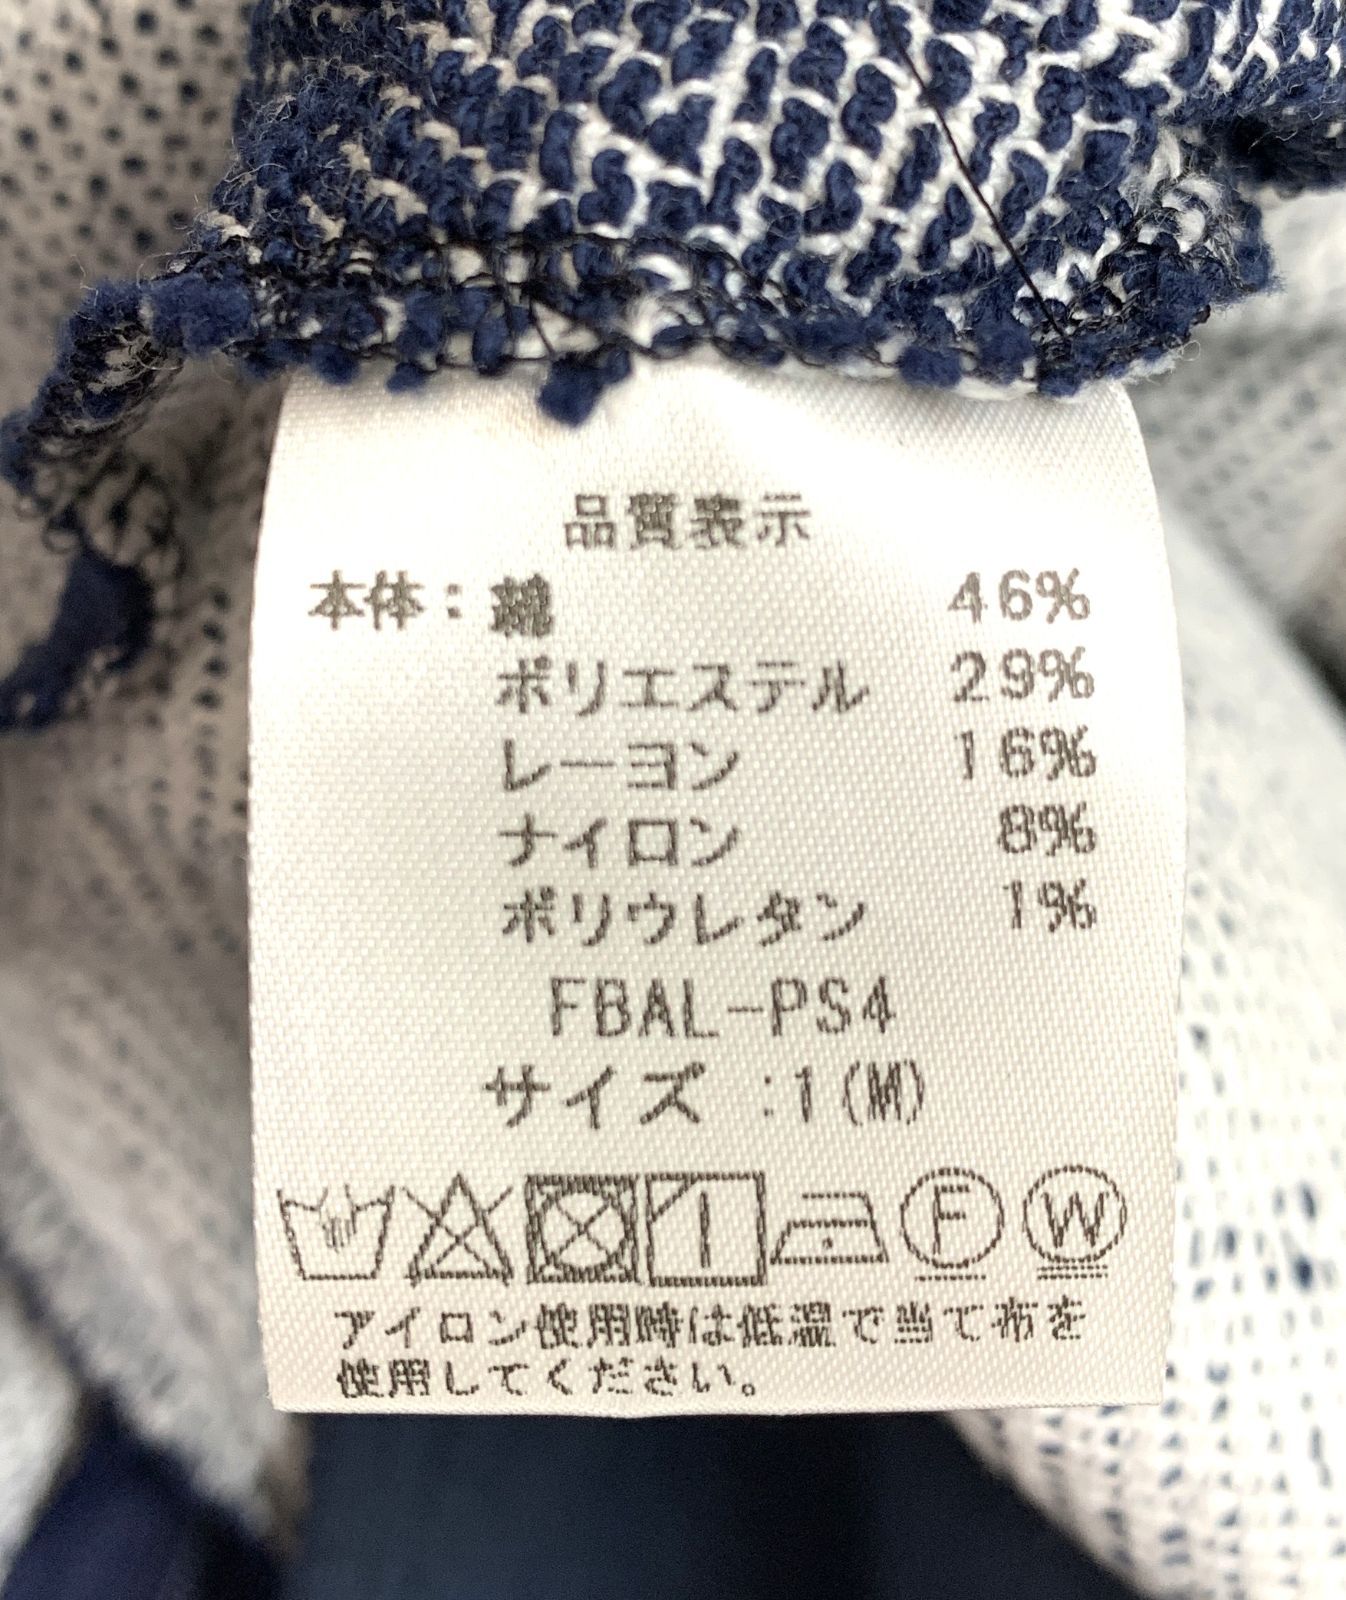 品質表示
本体：綿 46%
ポリエステル 29%
レーヨン 16%
ナイロン 8%
ポリウレタン 1%
FBAL-PS4
サイズ :1(M)
F W
アイロン使用時は低温で当て布を
使用してください。